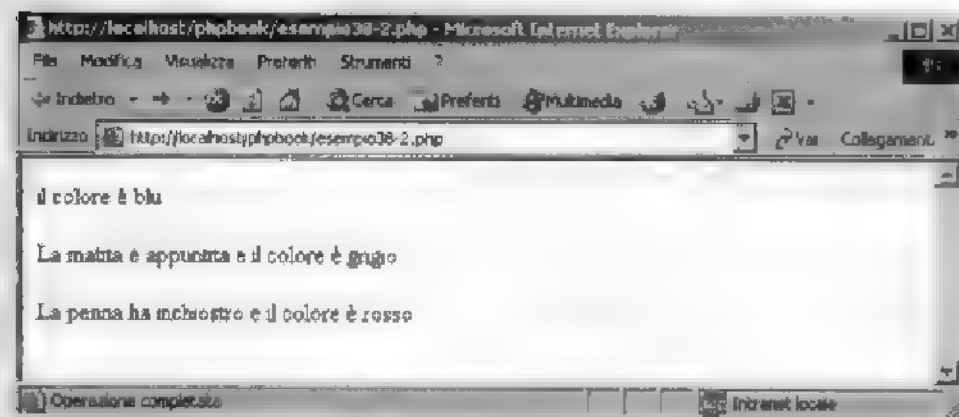 http://localhost/phpbook/esempio38-2.php - Microsoft Internet Explorer
File Modifica Visualizza Preferiti Strumenti ?
Indietro Cerca Preferiti Multimedia
Indirizzo http://localhost/phpbook/esempio38-2.php Vai Collegamenti »
il colore è blu
La matita è appuntita e il colore è grigio
La penna ha inchiostro e il colore è rosso
Operazione completata Intranet locale